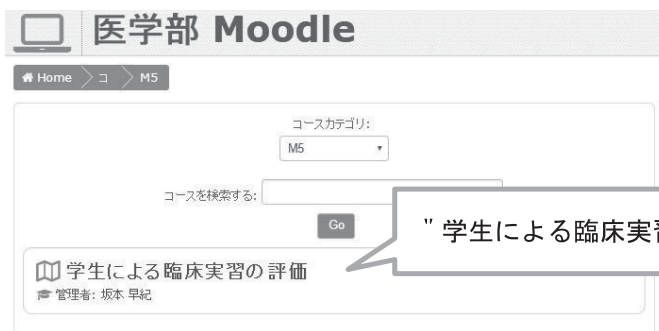 医学部 Moodle
Home コ M5
コースカテゴリ:
M5
コースを検索する:
Go
"学生による臨床実習
学生による臨床実習の評価
管理者: 坂本 早紀